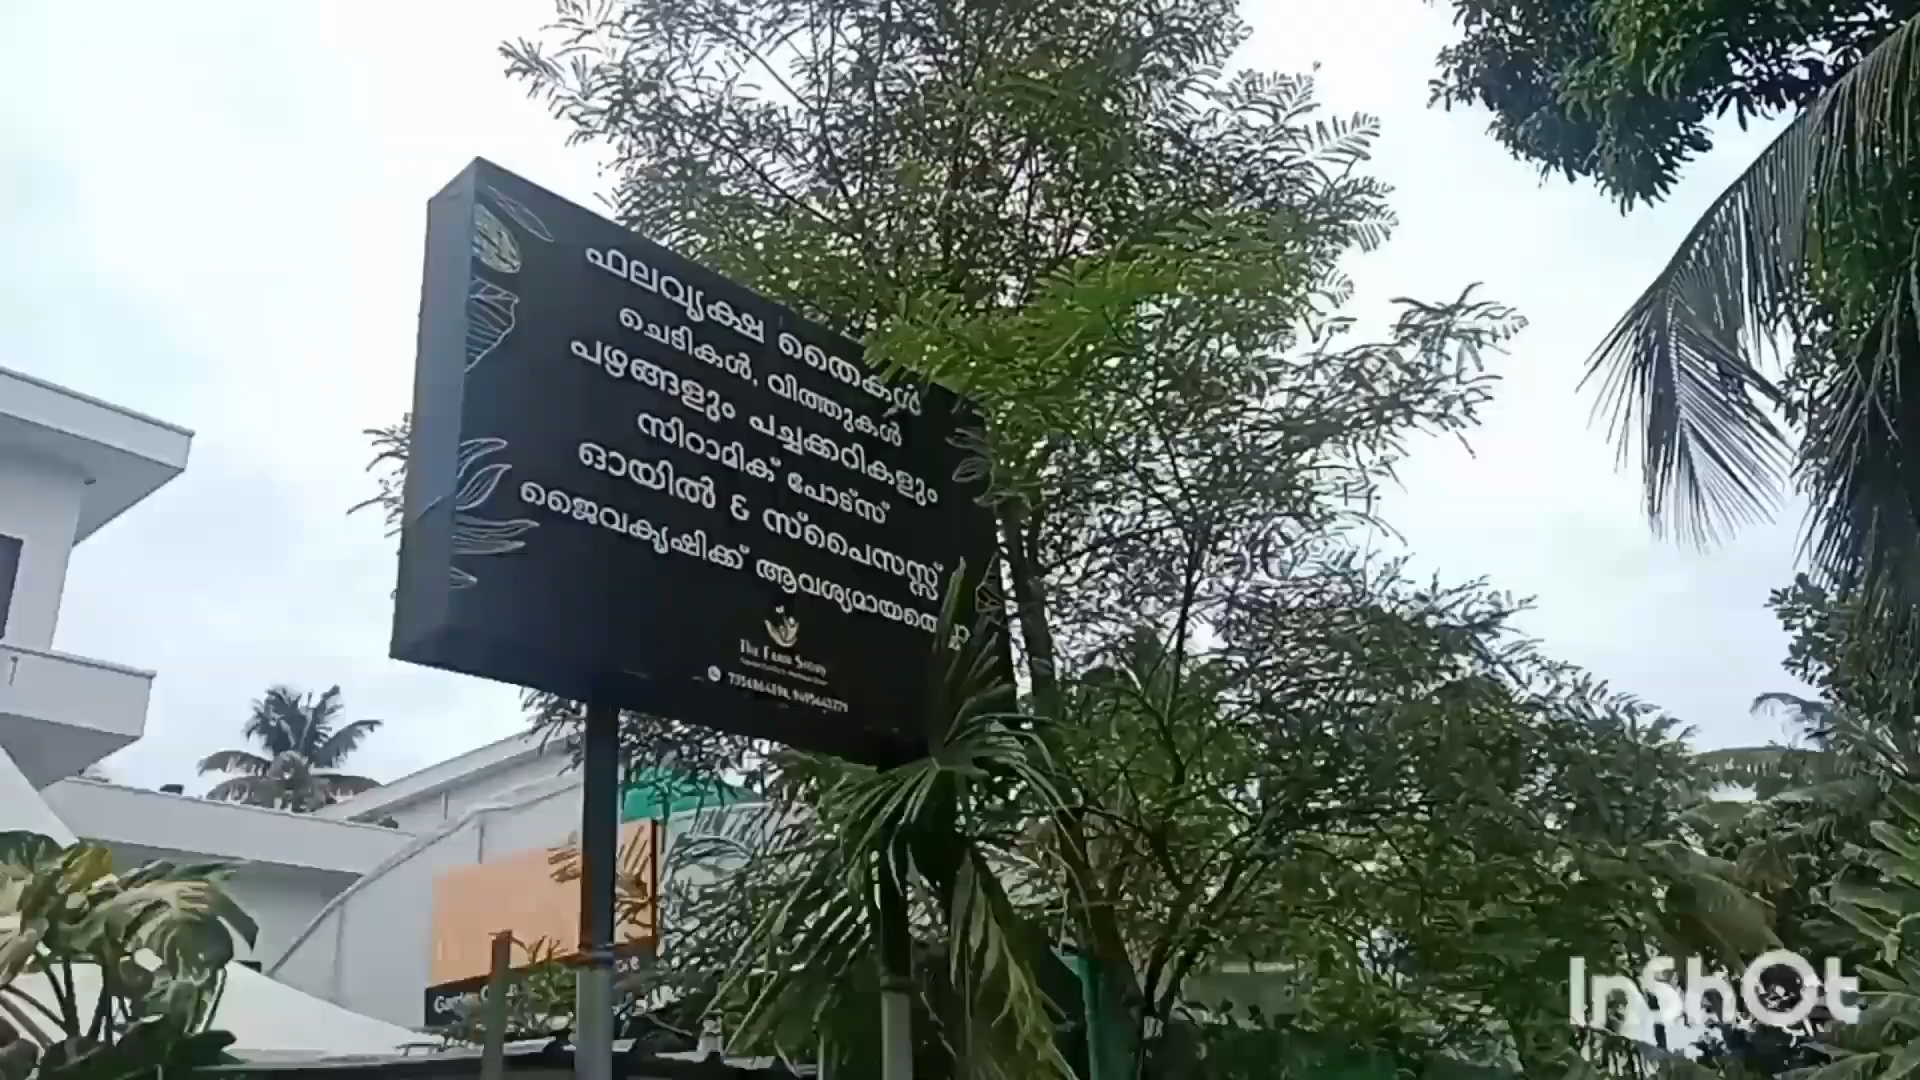 ഫലവൃക്ഷ തൈകൾ
ചെടികൾ, വിത്തുകൾ
പഴങ്ങളും പച്ചക്കറികളും
സിറാമിക് പോട്സ്
ഓയിൽ & സ്പൈസസ്സ്
ജൈവകൃഷിക്ക് ആവശ്യമായതെല്ലാം
THE FARM STORY
InShOt